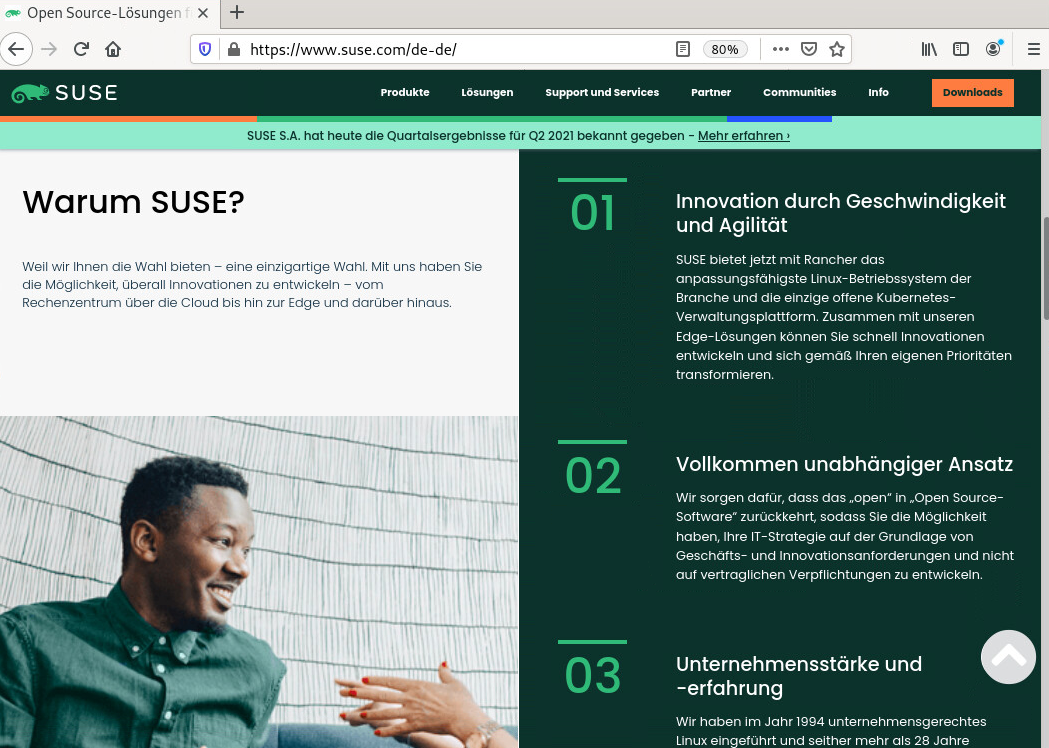 Open Source-Lösungen f
https://www.suse.com/de-de/
80%
SUSE
Produkte
Lösungen
Support und Services
Partner
Communities
Info
Downloads
SUSE S.A. hat heute die Quartalsergebnisse für Q2 2021 bekannt gegeben - Mehr erfahren ›
Warum SUSE?
Weil wir Ihnen die Wahl bieten – eine einzigartige Wahl. Mit uns haben Sie
die Möglichkeit, überall Innovationen zu entwickeln – vom
Rechenzentrum über die Cloud bis hin zur Edge und darüber hinaus.
01
Innovation durch Geschwindigkeit
und Agilität
SUSE bietet jetzt mit Rancher das
anpassungsfähigste Linux-Betriebssystem der
Branche und die einzige offene Kubernetes-
Verwaltungsplattform. Zusammen mit unseren
Edge-Lösungen können Sie schnell Innovationen
entwickeln und sich gemäß Ihren eigenen Prioritäten
transformieren.
02
Vollkommen unabhängiger Ansatz
Wir sorgen dafür, dass das „open“ in „Open Source-
Software“ zurückkehrt, sodass Sie die Möglichkeit
haben, Ihre IT-Strategie auf der Grundlage von
Geschäfts- und Innovationsanforderungen und nicht
auf vertraglichen Verpflichtungen zu entwickeln.
03
Unternehmensstärke und
-erfahrung
Wir haben im Jahr 1994 unternehmensgerechtes
Linux eingeführt und seither mehr als 28 Jahre